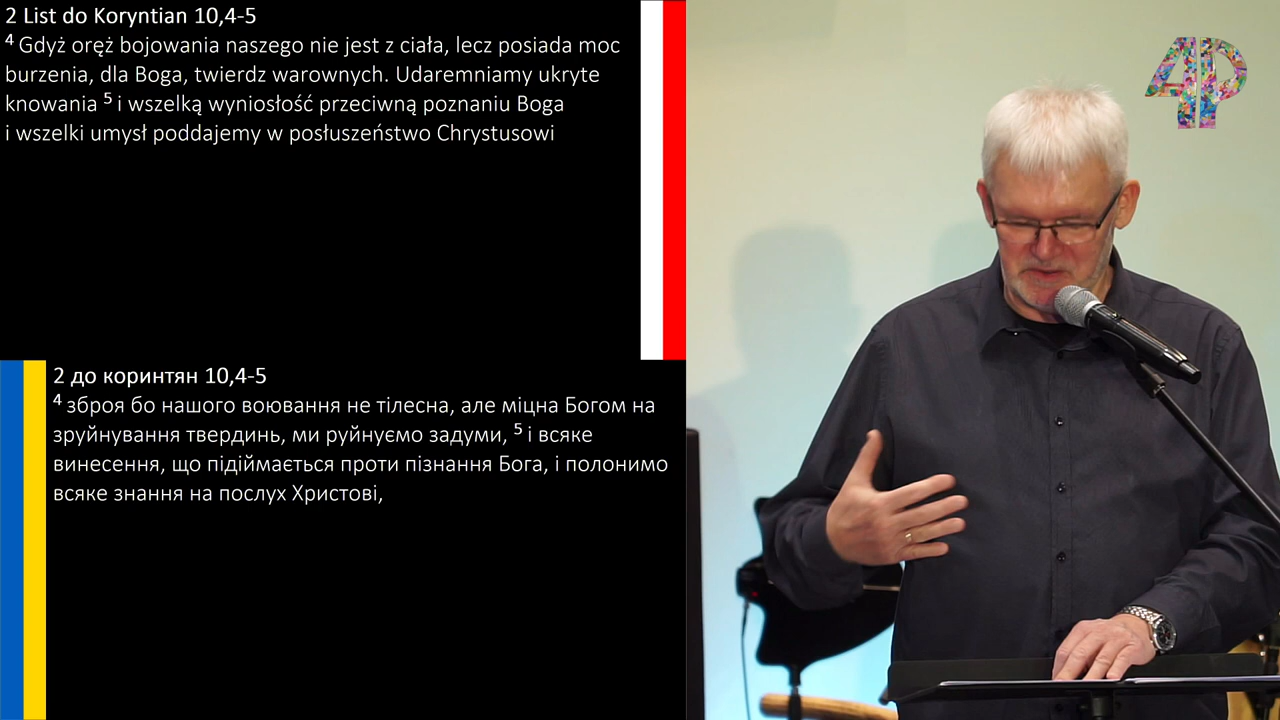 2 List do Koryntian 10,4-5
4 Gdyż oręż bojowania naszego nie jest z ciała, lecz posiada moc
burzenia, dla Boga, twierdz warownych. Udaremniamy ukryte
knowania 5 i wszelką wyniosłość przeciwną poznaniu Boga
i wszelki umysł poddajemy w posłuszeństwo Chrystusowi
4P
2 до коринтян 10,4-5
4 зброя бо нашого воювання не тілесна, але міцна Богом на
зруйнування твердинь, ми руйнуємо задуми, 5 і всяке
винесення, що підіймається проти пізнання Бога, і полонимо
всяке знання на послух Христові,